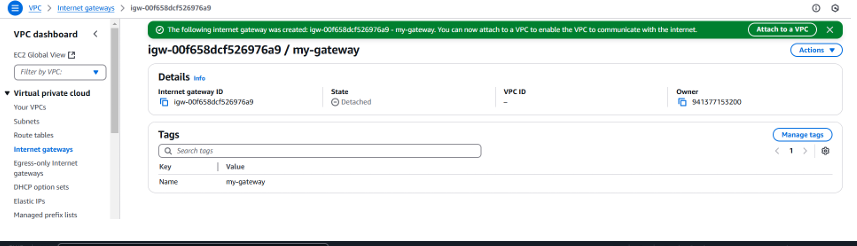 VPC > Internet gateways > igw-00f658dcf526976a9
VPC dashboard
EC2 Global View
Filter by VPC:
Virtual private cloud
Your VPCs
Subnets
Route tables
Internet gateways
Egress-only Internet
gateways
DHCP option sets
Elastic IPs
Managed prefix lists
The following internet gateway was created: igw-00f658dcf526976a9 - my-gateway. You can now attach to a VPC to enable the VPC to communicate with the internet.
Attach to a VPC
igw-00f658dcf526976a9 / my-gateway
Actions
Details Info
Internet gateway ID
igw-00f658dcf526976a9
State
Detached
VPC ID
–
Owner
941377153200
Tags
Manage tags
Search tags
1
Key Value
Name my-gateway